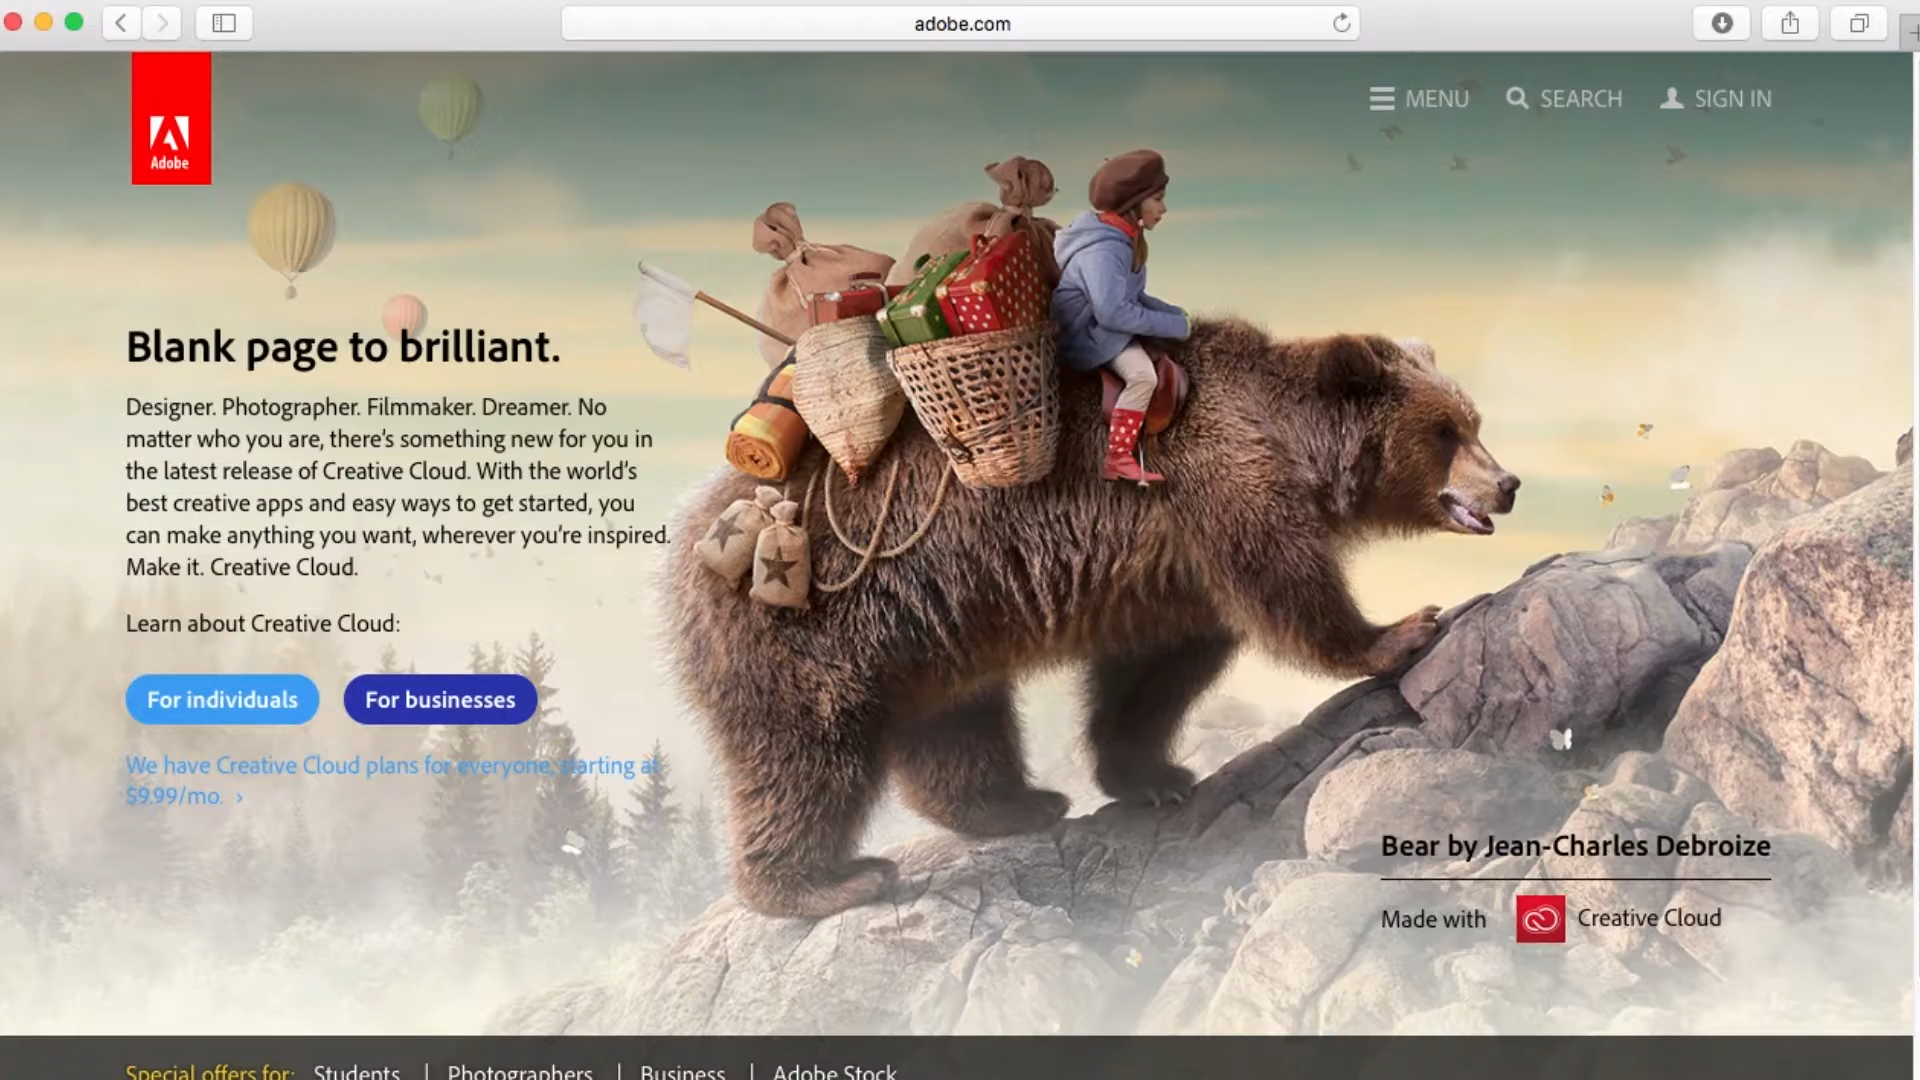 adobe.com
Adobe
MENU
SEARCH
SIGN IN
Blank page to brilliant.
Designer. Photographer. Filmmaker. Dreamer. No
matter who you are, there's something new for you in
the latest release of Creative Cloud. With the world's
best creative apps and easy ways to get started, you
can make anything you want, wherever you're inspired.
Make it. Creative Cloud.
Learn about Creative Cloud:
For individuals
For businesses
We have Creative Cloud plans for everyone, starting at
$9.99/mo. ›
Bear by Jean-Charles Debroize
Made with Creative Cloud
Special offers for: Students | Photographers | Business | Adobe Stock